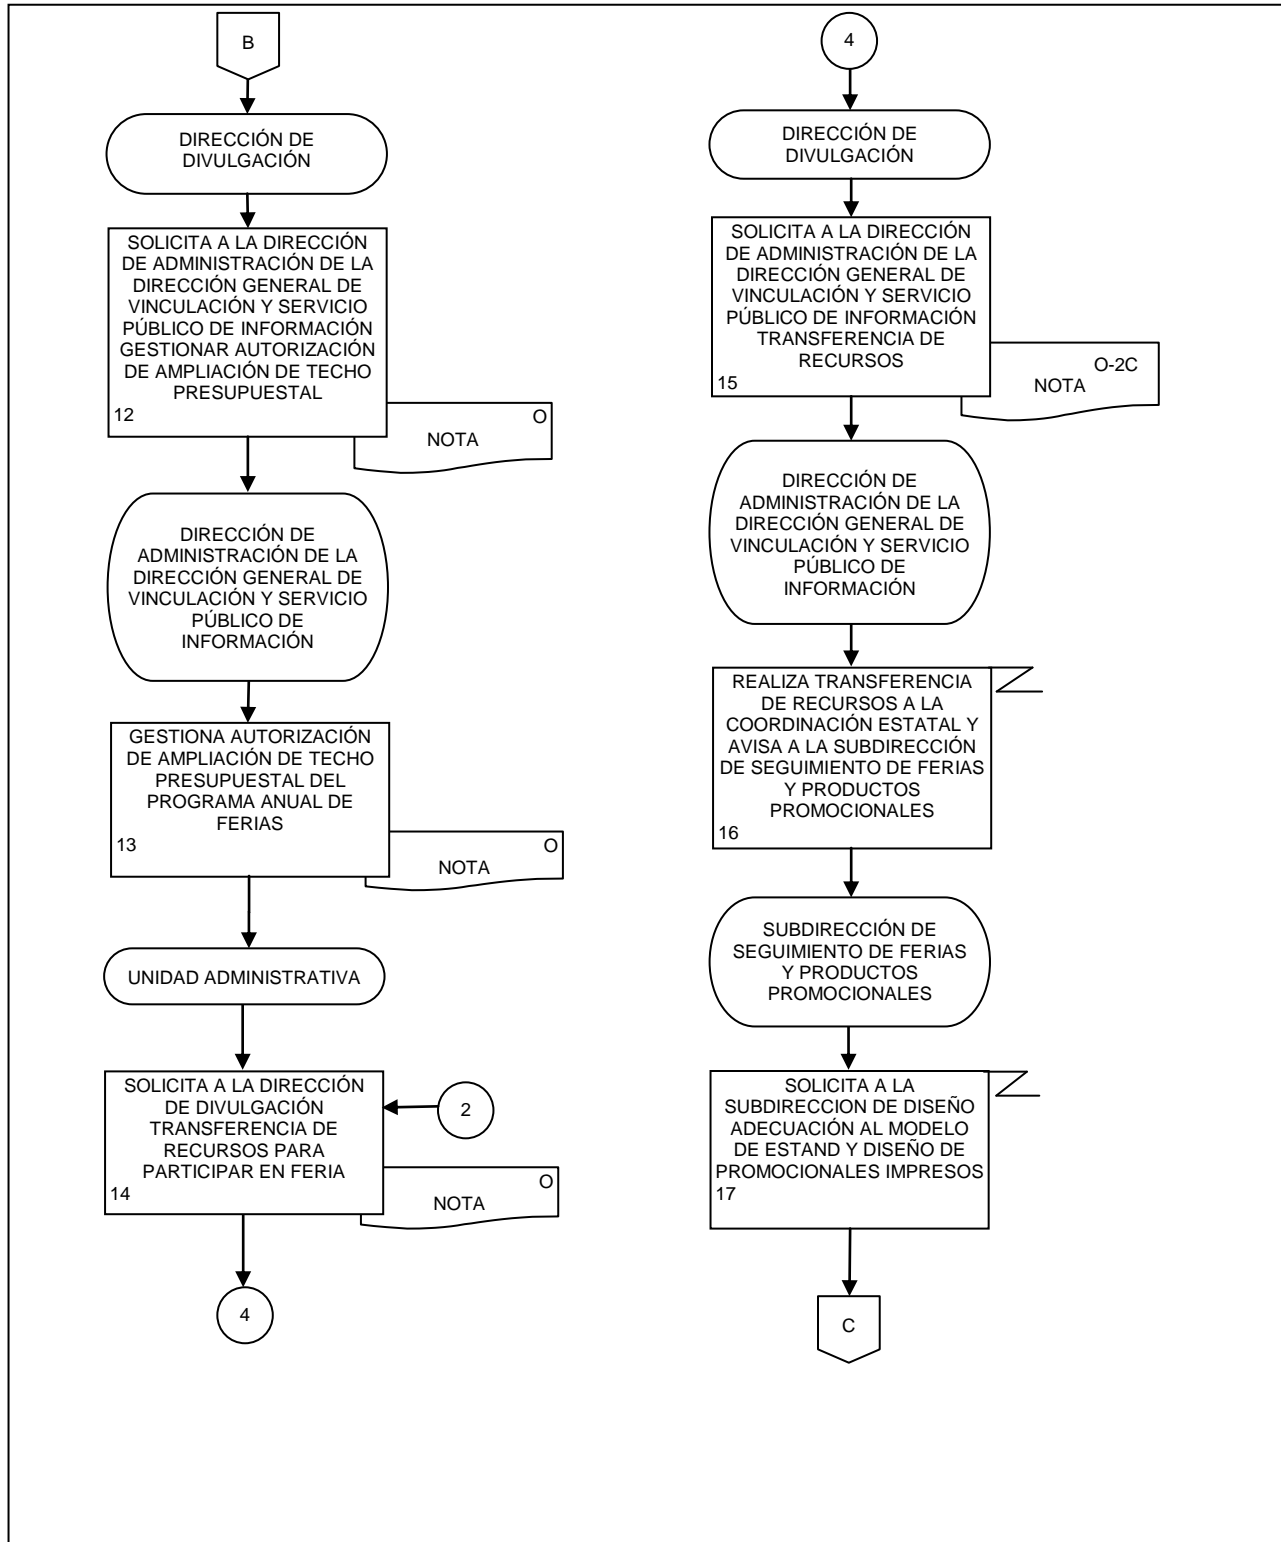 B
DIRECCIÓN DE
DIVULGACIÓN
SOLICITA A LA DIRECCIÓN
DE ADMINISTRACIÓN DE LA
DIRECCIÓN GENERAL DE
VINCULACIÓN Y SERVICIO
PÚBLICO DE INFORMACIÓN
GESTIONAR AUTORIZACIÓN
DE AMPLIACIÓN DE TECHO
PRESUPUESTAL
12
O
NOTA
DIRECCIÓN DE
ADMINISTRACIÓN DE LA
DIRECCIÓN GENERAL DE
VINCULACIÓN Y SERVICIO
PÚBLICO DE
INFORMACIÓN
GESTIONA AUTORIZACIÓN
DE AMPLIACIÓN DE TECHO
PRESUPUESTAL DEL
PROGRAMA ANUAL DE
FERIAS
13
O
NOTA
UNIDAD ADMINISTRATIVA
SOLICITA A LA DIRECCIÓN
DE DIVULGACIÓN
TRANSFERENCIA DE
RECURSOS PARA
PARTICIPAR EN FERIA
14
2
O
NOTA
4
4
DIRECCIÓN DE
DIVULGACIÓN
SOLICITA A LA DIRECCIÓN
DE ADMINISTRACIÓN DE LA
DIRECCIÓN GENERAL DE
VINCULACIÓN Y SERVICIO
PÚBLICO DE INFORMACIÓN
TRANSFERENCIA DE
RECURSOS
15
O-2C
NOTA
DIRECCIÓN DE
ADMINISTRACIÓN DE LA
DIRECCIÓN GENERAL DE
VINCULACIÓN Y SERVICIO
PÚBLICO DE
INFORMACIÓN
REALIZA TRANSFERENCIA
DE RECURSOS A LA
COORDINACIÓN ESTATAL Y
AVISA A LA SUBDIRECCIÓN
DE SEGUIMIENTO DE FERIAS
Y PRODUCTOS
PROMOCIONALES
16
SUBDIRECCIÓN DE
SEGUIMIENTO DE FERIAS
Y PRODUCTOS
PROMOCIONALES
SOLICITA A LA
SUBDIRECCION DE DISEÑO
ADECUACIÓN AL MODELO
DE ESTAND Y DISEÑO DE
PROMOCIONALES IMPRESOS
17
C